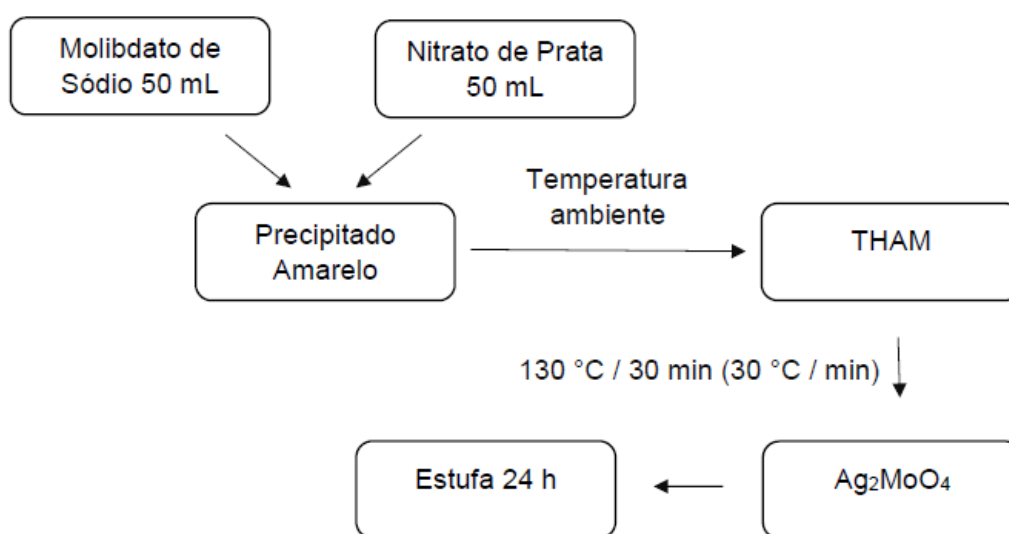 Molibdato de
Sódio 50 mL
Nitrato de Prata
50 mL
Temperatura
ambiente
Precipitado
Amarelo
THAM
130 °C / 30 min (30 °C / min)
Estufa 24 h
Ag₂MoO₄